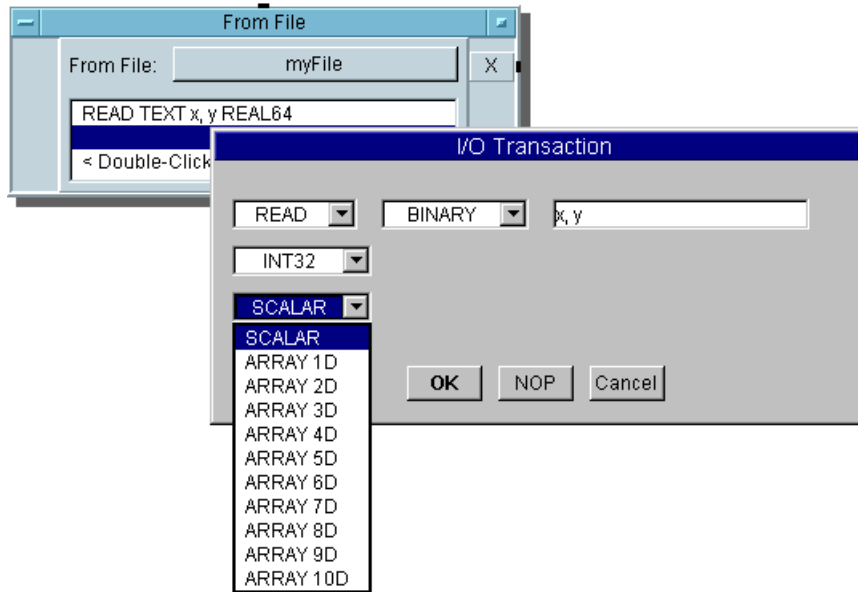 From File
From File:
myFile
X
READ TEXT x, y REAL64
< Double-Click
I/O Transaction
READ
BINARY
x, y
INT32
SCALAR
SCALAR
ARRAY 1D
ARRAY 2D
ARRAY 3D
ARRAY 4D
ARRAY 5D
ARRAY 6D
ARRAY 7D
ARRAY 8D
ARRAY 9D
ARRAY 10D
OK
NOP
Cancel